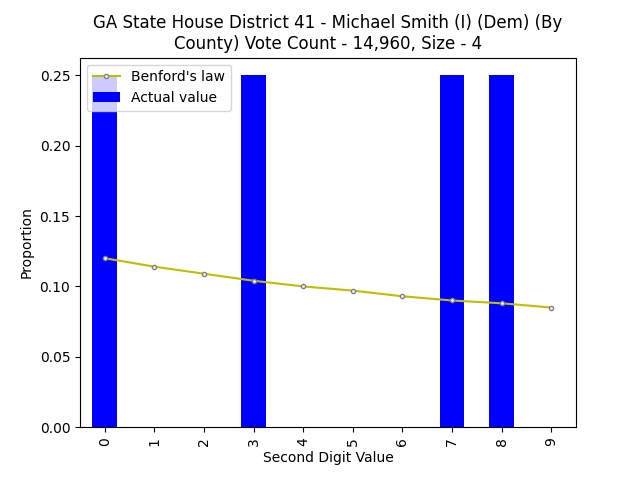 GA State House District 41 - Michael Smith (I) (Dem) (By
County) Vote Count - 14,960, Size - 4
Benford's law
Actual value
0.25
0.20
0.15
0.10
0.05
0.00
Proportion
0 1 2 3 4 5 6 7 8 9
Second Digit Value